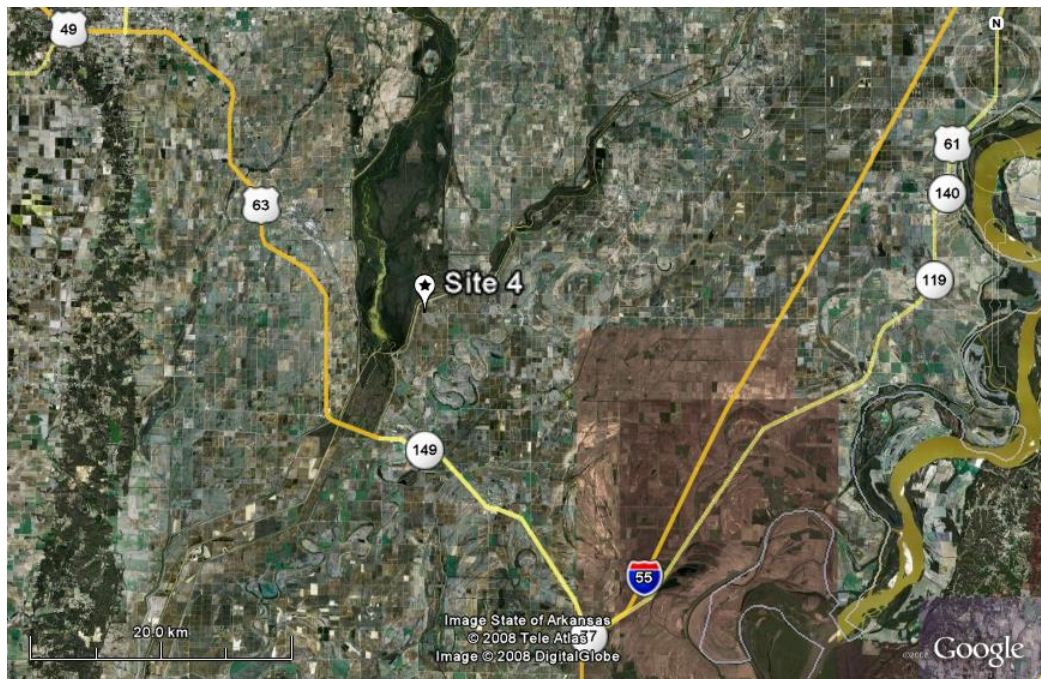 49
N
61
140
63
119
Site 4
149
55
20.0 km
Image State of Arkansas
© 2008 Tele Atlas
7
Image © 2008 DigitalGlobe
Google